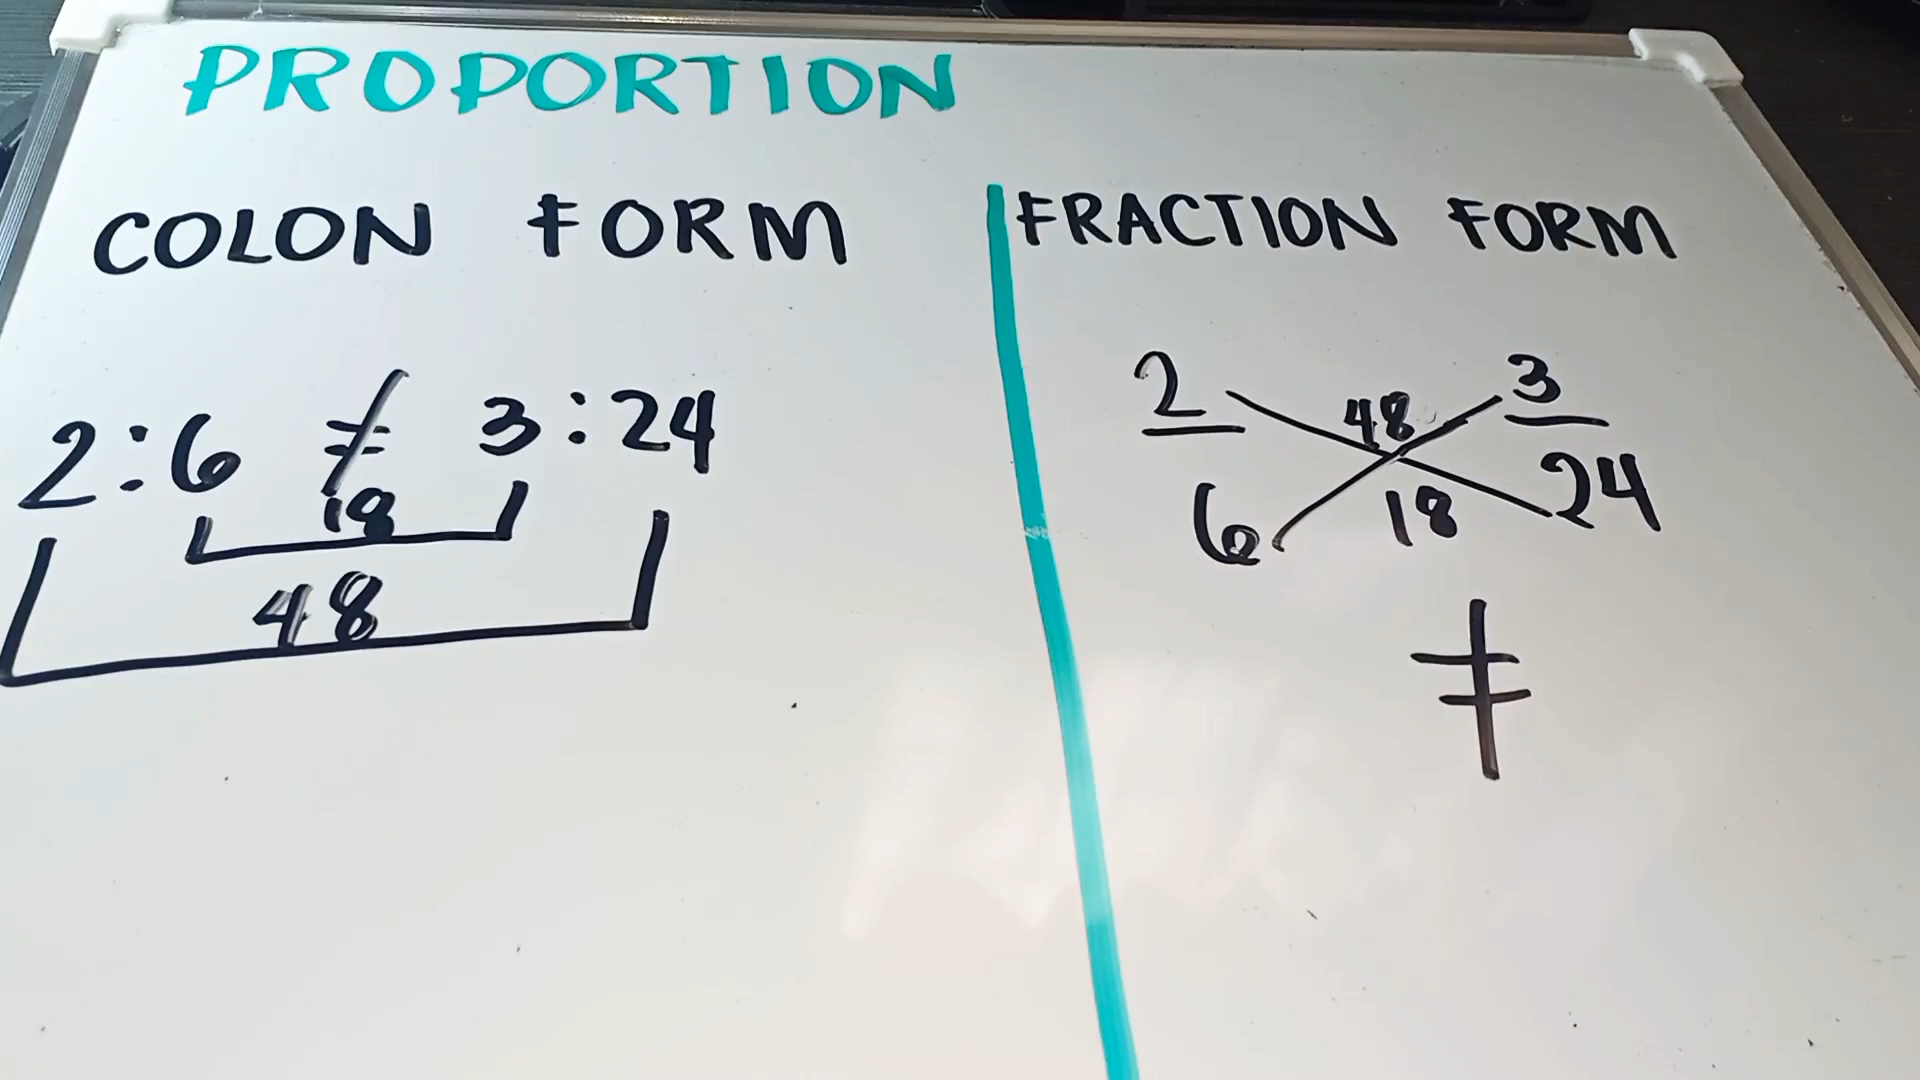 PROPORTION
COLON FORM
2:6 ≠ 3:24
18
48
FRACTION FORM
2 3
48
6 24
18
≠